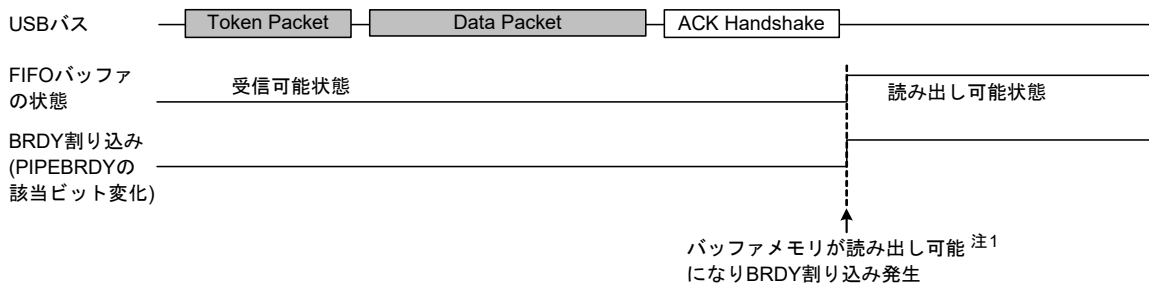 USBバス
Token Packet
Data Packet
ACK Handshake
FIFOバッファ
の状態
受信可能状態
読み出し可能状態
BRDY割り込み
(PIPEBRDYの
該当ビット変化)
バッファメモリが読み出し可能 注1
になりBRDY割り込み発生